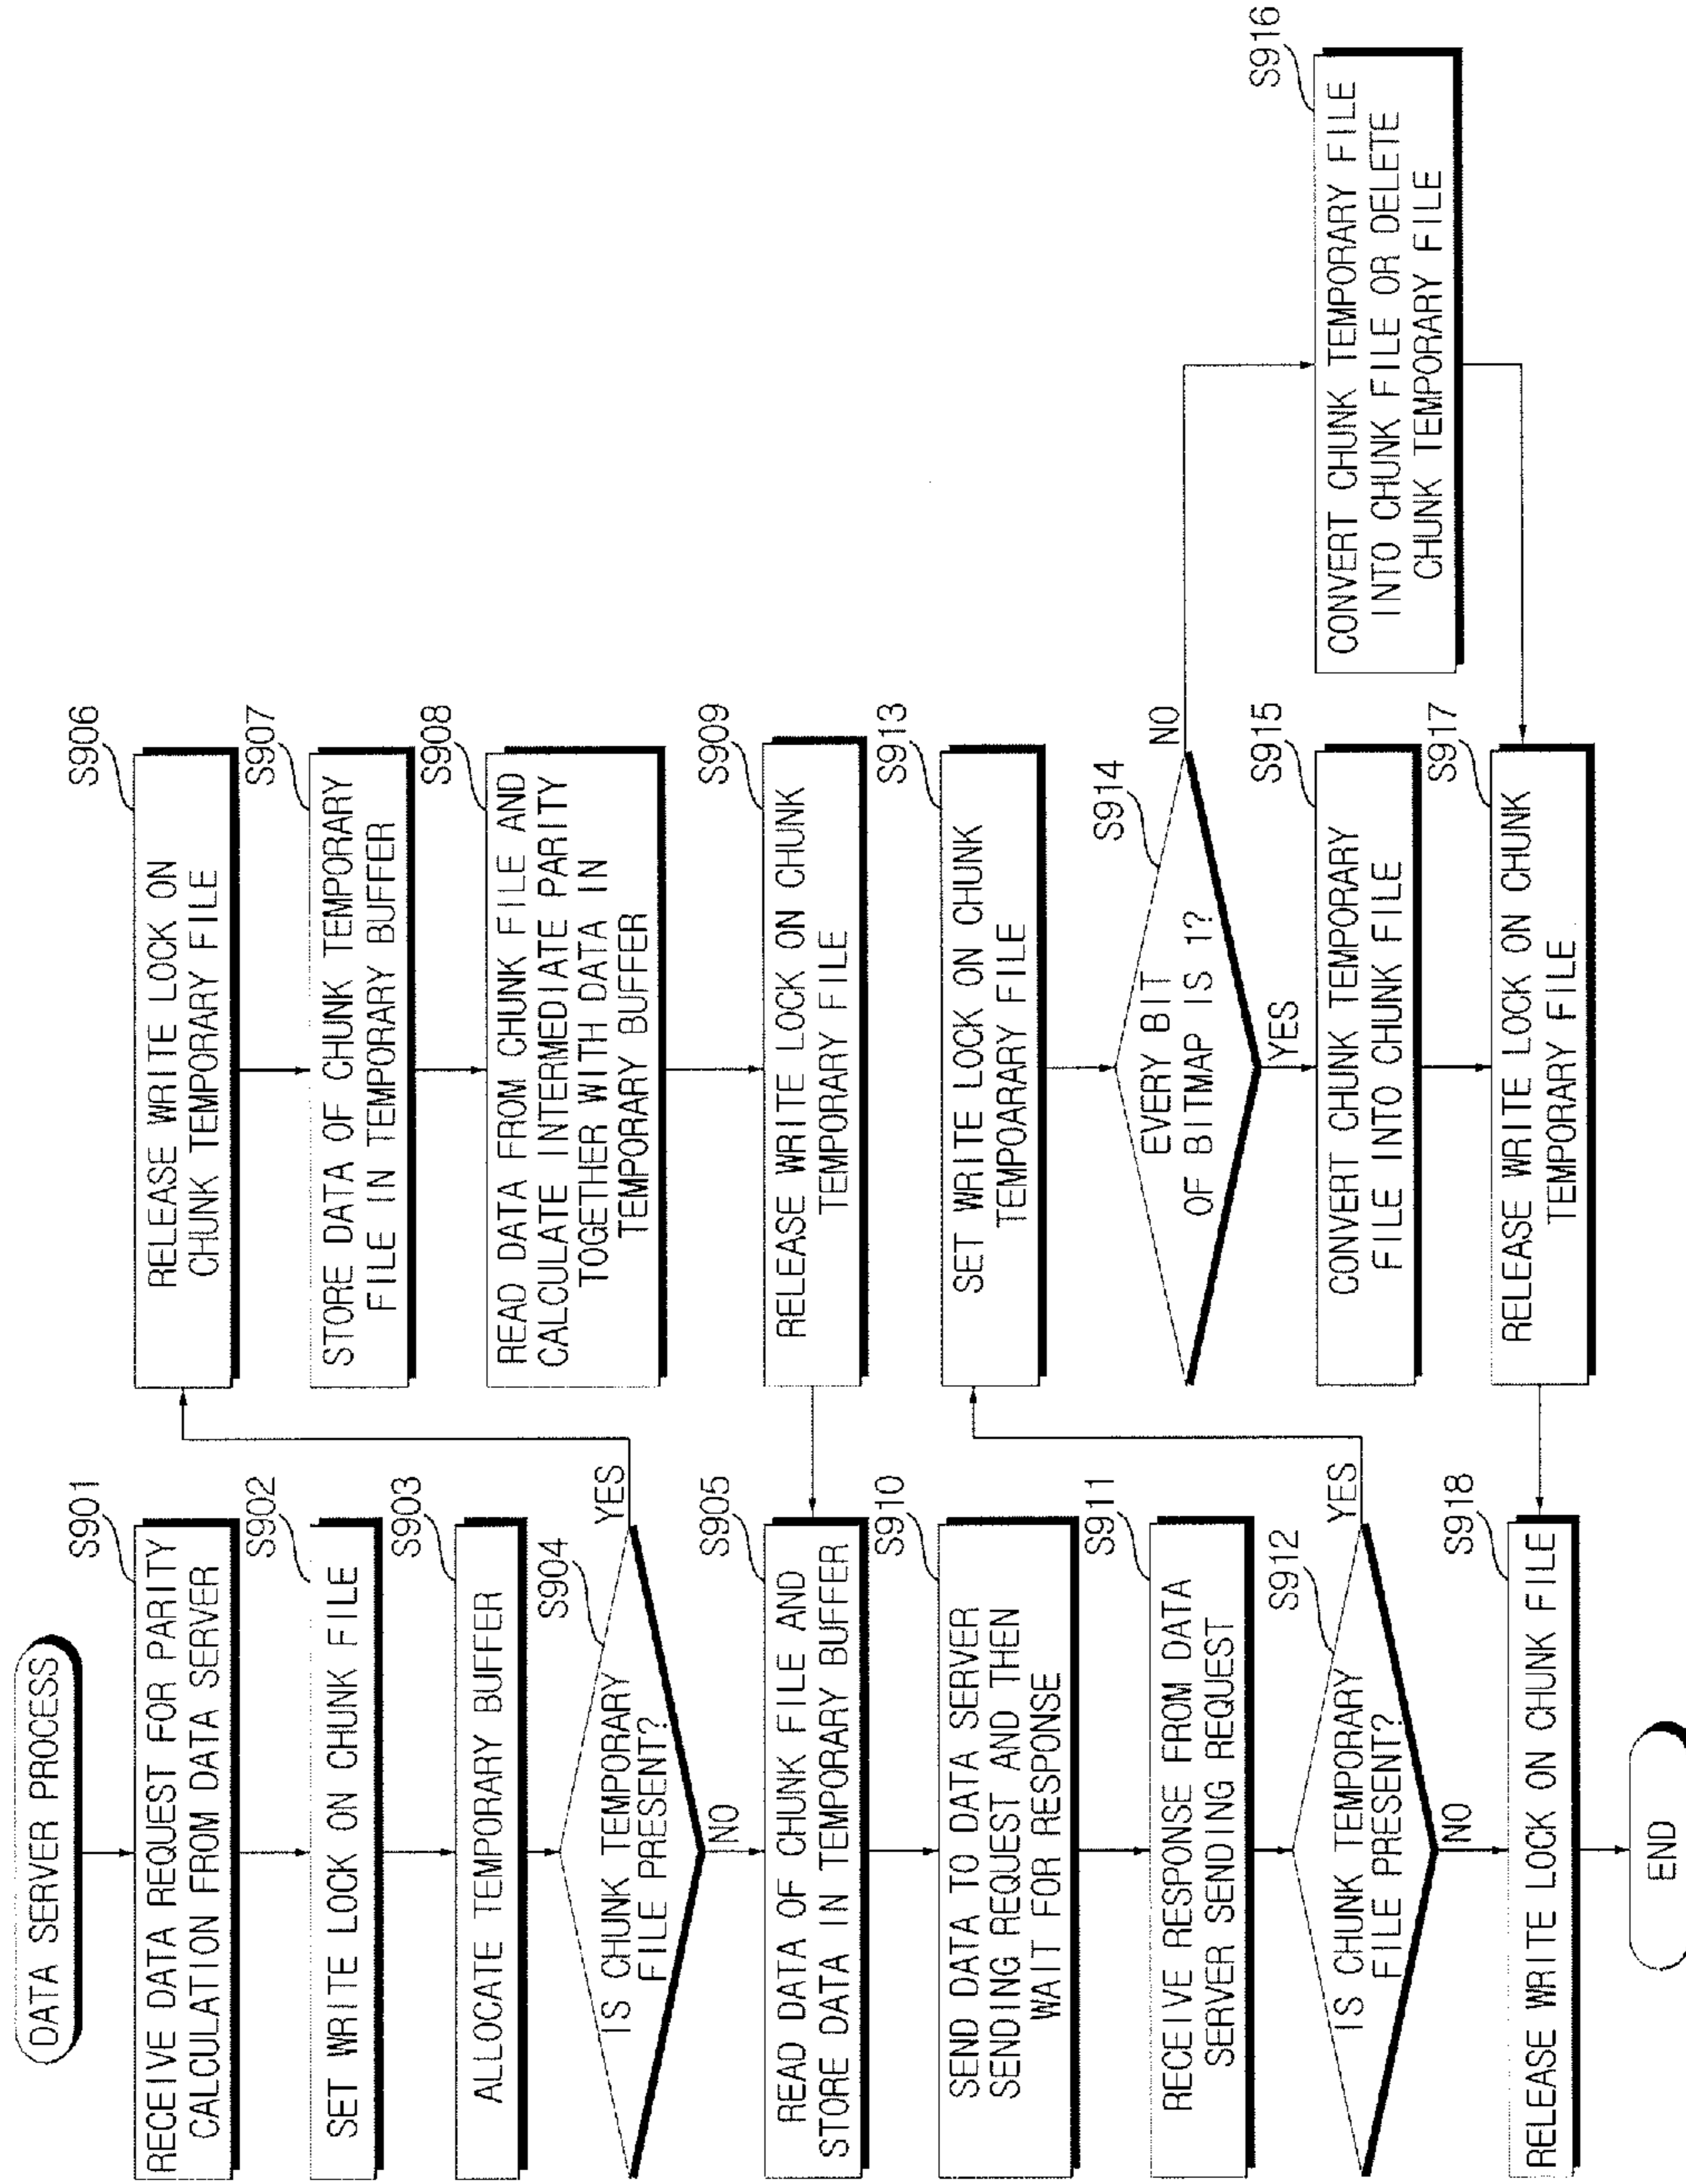 DATA SERVER PROCESS
S901
RECEIVE DATA REQUEST FOR PARITY
CALCULATION FROM DATA SERVER
S902
SET WRITE LOCK ON CHUNK FILE
S903
ALLOCATE TEMPORARY BUFFER
S904
IS CHUNK TEMPORARY
FILE PRESENT?
YES
NO
S905
READ DATA OF CHUNK FILE AND
STORE DATA IN TEMPORARY BUFFER
S910
SEND DATA TO DATA SERVER
SENDING REQUEST AND THEN
WAIT FOR RESPONSE
S911
RECEIVE RESPONSE FROM DATA
SERVER SENDING REQUEST
S912
IS CHUNK TEMPORARY
FILE PRESENT?
YES
NO
S918
RELEASE WRITE LOCK ON CHUNK FILE
END
S906
RELEASE WRITE LOCK ON
CHUNK TEMPORARY FILE
S907
STORE DATA OF CHUNK TEMPORARY
FILE IN TEMPORARY BUFFER
S908
READ DATA FROM CHUNK FILE AND
CALCULATE INTERMEDIATE PARITY
TOGETHER WITH DATA IN
TEMPORARY BUFFER
S909
RELEASE WRITE LOCK ON CHUNK
TEMPORARY FILE
S913
SET WRITE LOCK ON CHUNK
TEMPOARARY FILE
S914
EVERY BIT
OF BITMAP IS 1?
NO
YES
S915
CONVERT CHUNK TEMPORARY
FILE INTO CHUNK FILE
S917
RELEASE WRITE LOCK ON CHUNK
TEMPORARY FILE
S916
CONVERT CHUNK TEMPORARY FILE
INTO CHUNK FILE OR DELETE
CHUNK TEMPORARY FILE